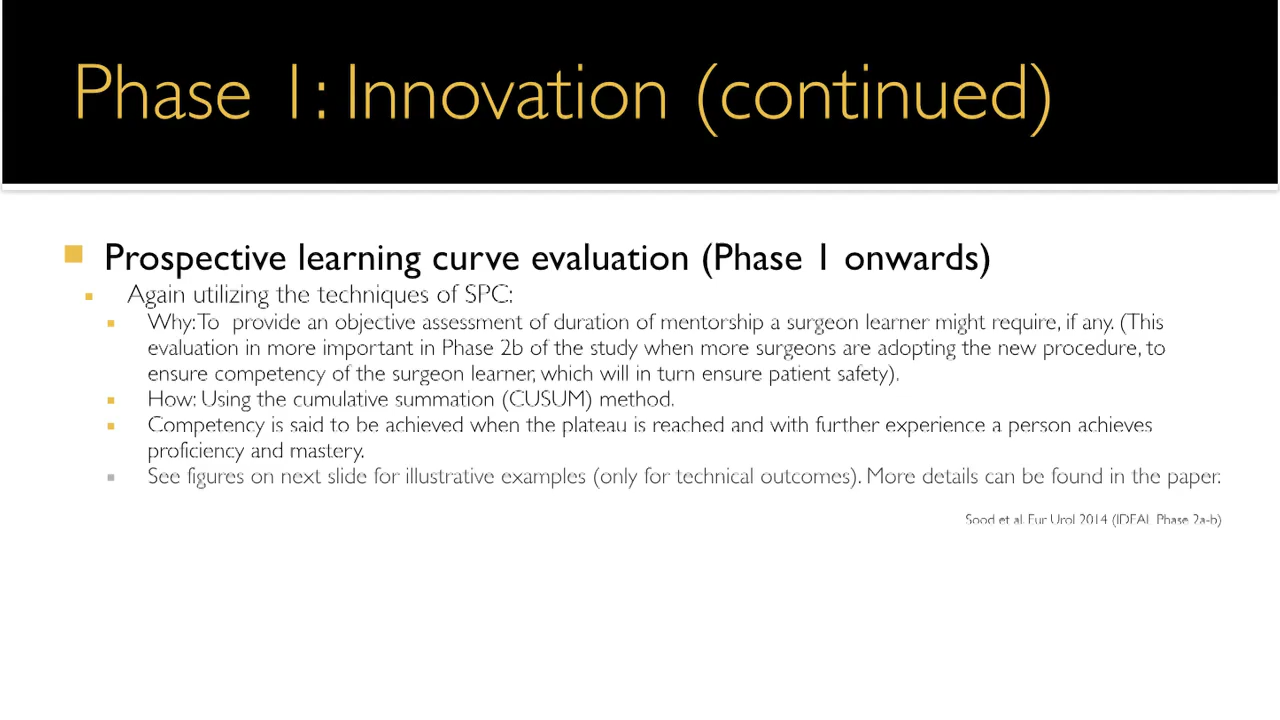 Phase 1: Innovation (continued)
Prospective learning curve evaluation (Phase 1 onwards)
Again utilizing the techniques of SPC:
Why: To provide an objective assessment of duration of mentorship a surgeon learner might require, if any. (This
evaluation in more important in Phase 2b of the study when more surgeons are adopting the new procedure, to
ensure competency of the surgeon learner, which will in turn ensure patient safety).
How: Using the cumulative summation (CUSUM) method.
Competency is said to be achieved when the plateau is reached and with further experience a person achieves
proficiency and mastery.
See figures on next slide for illustrative examples (only for technical outcomes). More details can be found in the paper.
Sood et al. Eur Urol 2014 (IDEAL Phase 2a-b)